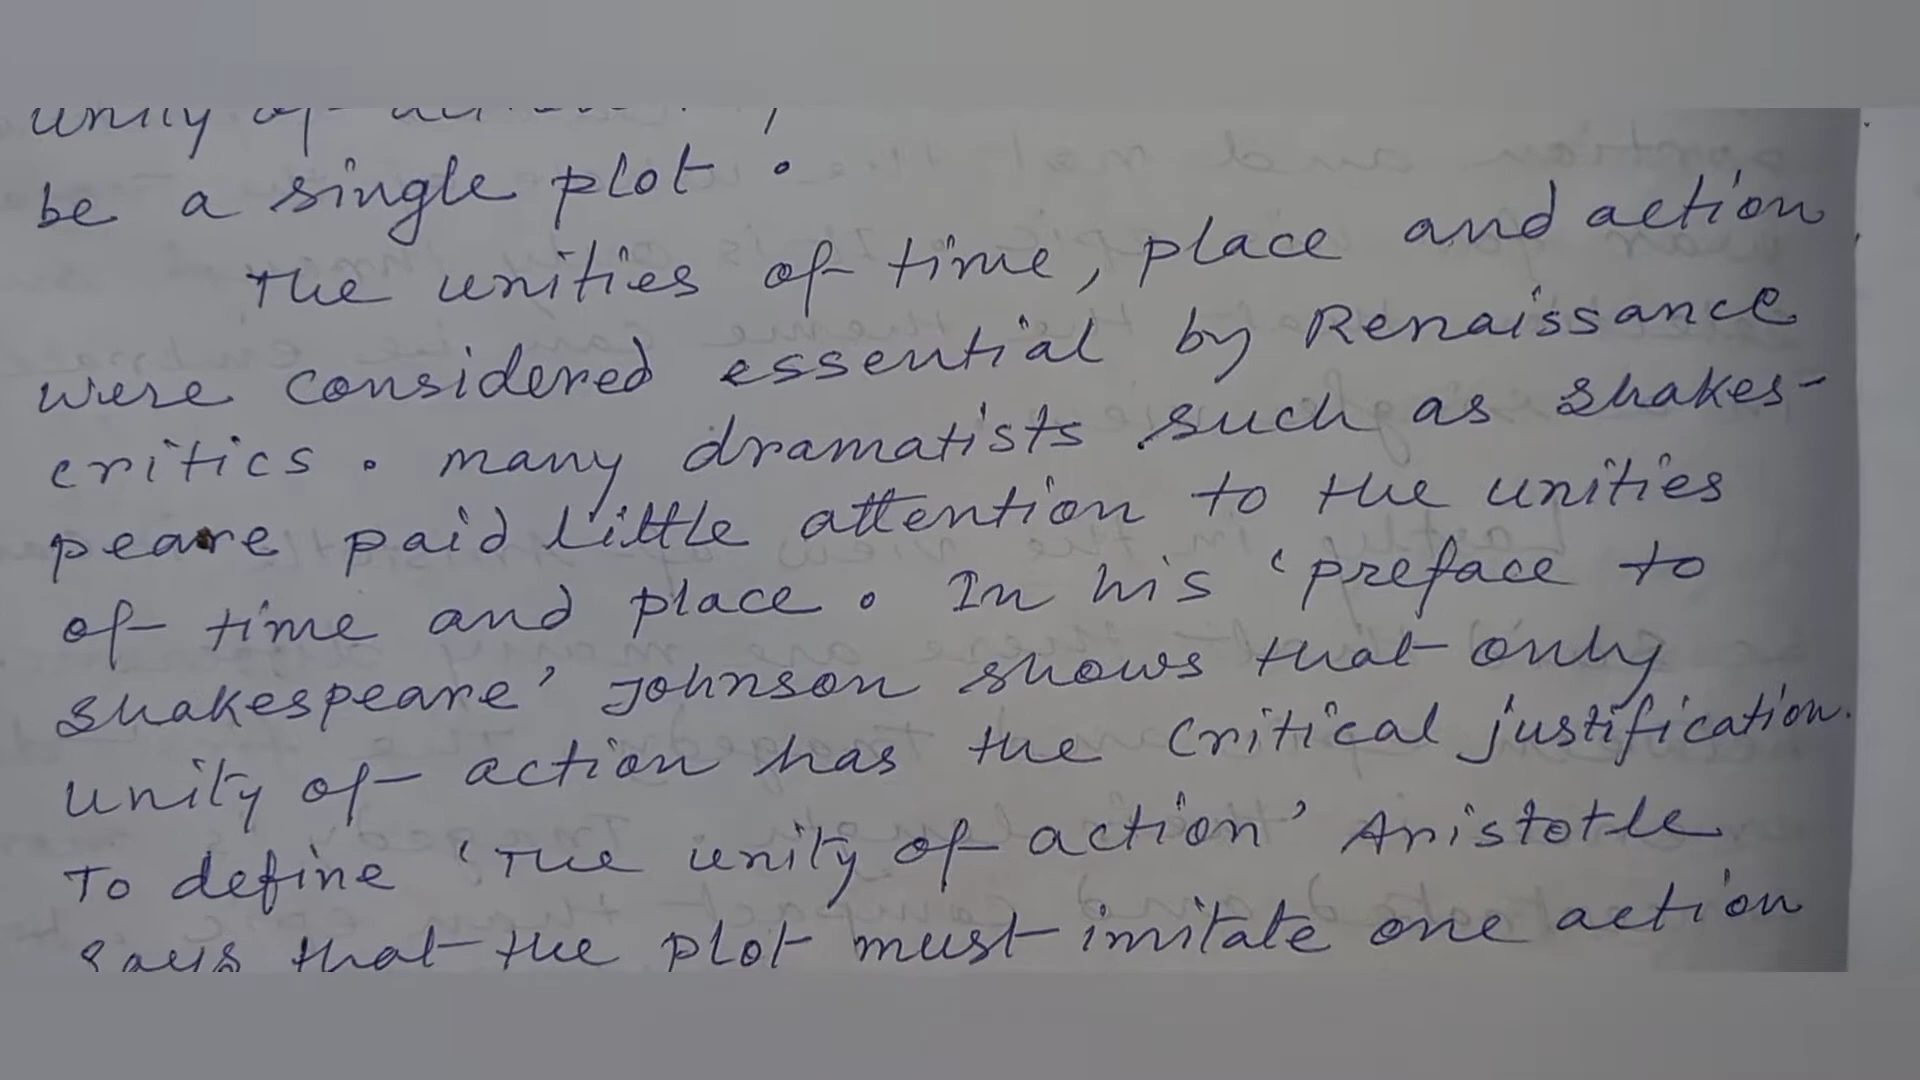 unity of
be a single plot.
The unities of time, place and action
were considered essential by Renaissance
critics. many dramatists such as shakes-
peare paid little attention to the unities
of time and place. In his 'preface to
shakespeare' Johnson shows that only
unity of action has the critical justification.
To define 'The unity of action' Aristotle
says that the plot must imitate one action